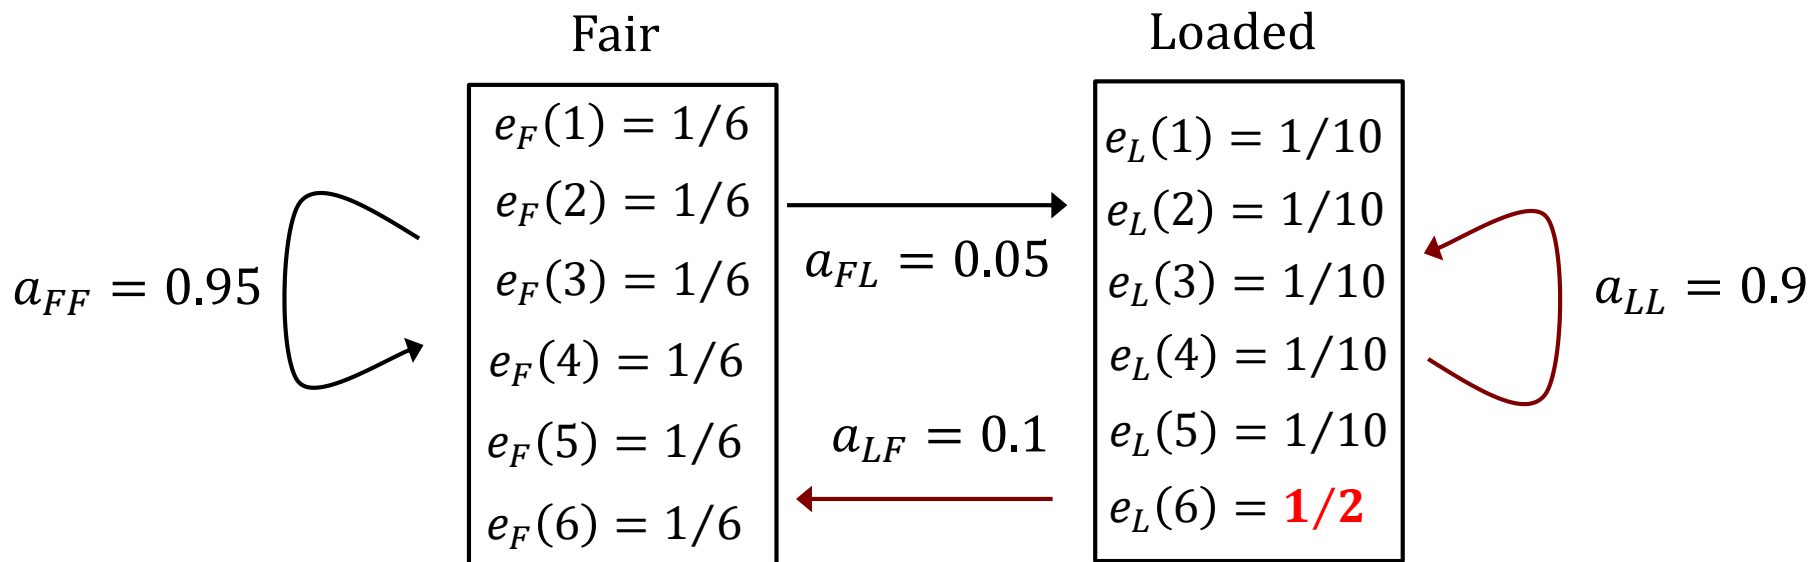 Fair
Loaded
e_F(1) = 1/6
e_F(2) = 1/6
e_F(3) = 1/6
e_F(4) = 1/6
e_F(5) = 1/6
e_F(6) = 1/6
e_L(1) = 1/10
e_L(2) = 1/10
e_L(3) = 1/10
e_L(4) = 1/10
e_L(5) = 1/10
e_L(6) = 1/2
a_FF = 0.95
a_FL = 0.05
a_LF = 0.1
a_LL = 0.9